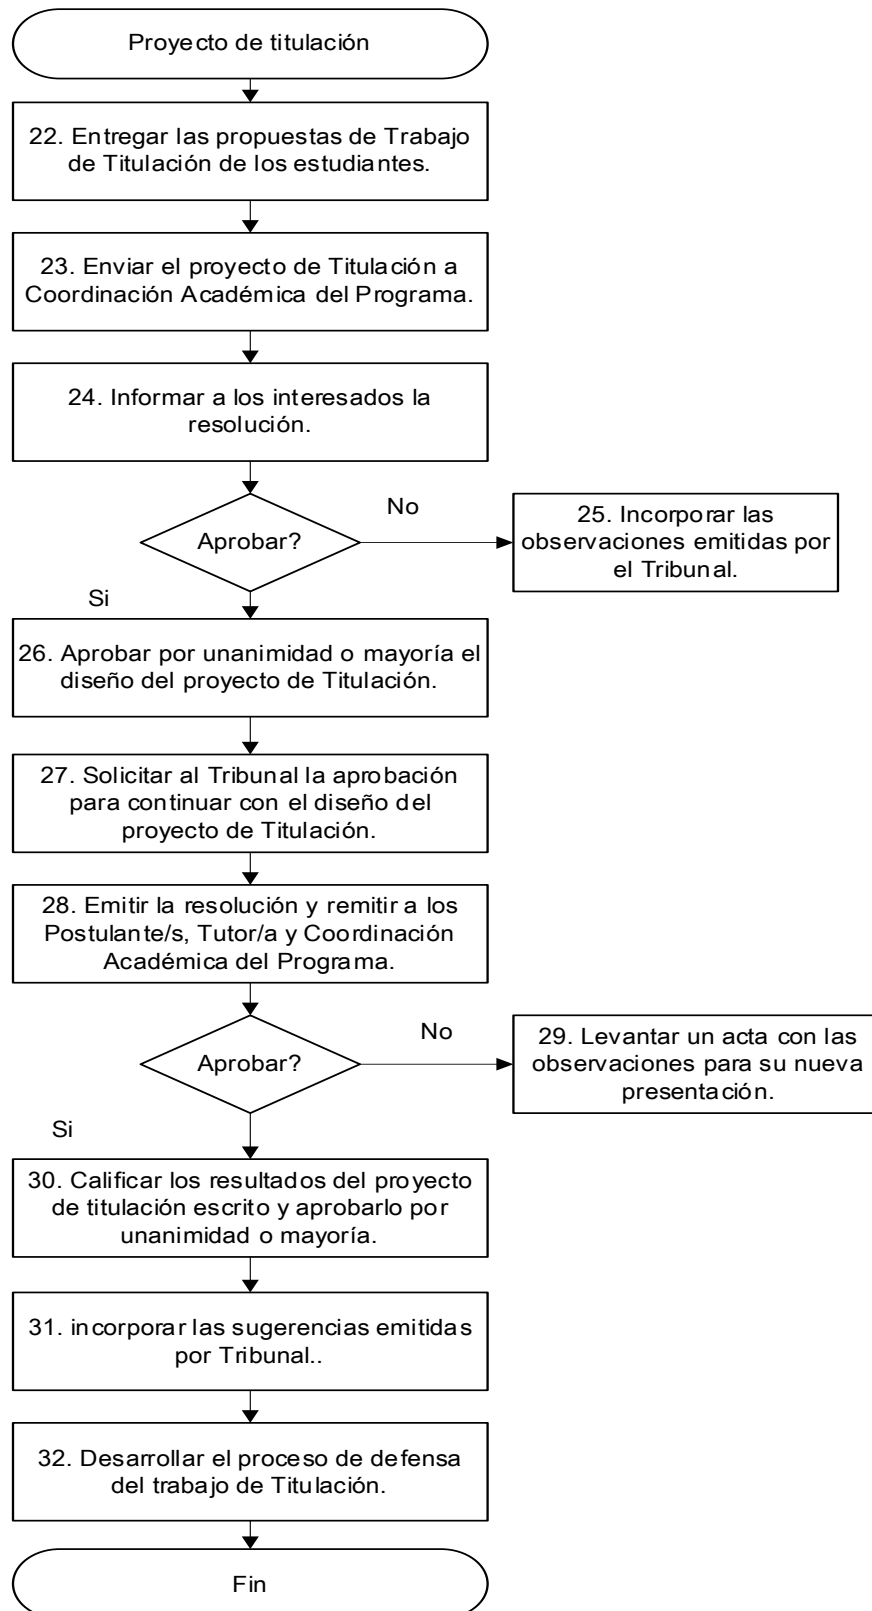 Proyecto de titulación
22. Entregar las propuestas de Trabajo
de Titulación de los estudiantes.
23. Enviar el proyecto de Titulación a
Coordinación Académica del Programa.
24. Informar a los interesados la
resolución.
Aprobar?
No
25. Incorporar las
observaciones emitidas por
el Tribunal.
Si
26. Aprobar por unanimidad o mayoría el
diseño del proyecto de Titulación.
27. Solicitar al Tribunal la aprobación
para continuar con el diseño del
proyecto de Titulación.
28. Emitir la resolución y remitir a los
Postulante/s, Tutor/a y Coordinación
Académica del Programa.
Aprobar?
No
29. Levantar un acta con las
observaciones para su nueva
presentación.
Si
30. Calificar los resultados del proyecto
de titulación escrito y aprobarlo por
unanimidad o mayoría.
31. incorporar las sugerencias emitidas
por Tribunal..
32. Desarrollar el proceso de defensa
del trabajo de Titulación.
Fin